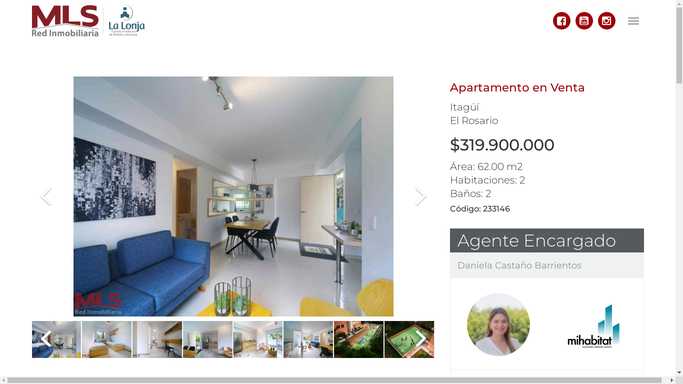 MLS
Red Inmobiliaria
La Lonja
Apartamento en Venta
Itagüí
El Rosario
$319.900.000
Área: 62.00 m2
Habitaciones: 2
Baños: 2
Código: 233146
MLS
Red Inmobiliaria
Agente Encargado
Daniela Castaño Barrientos
mihabitat